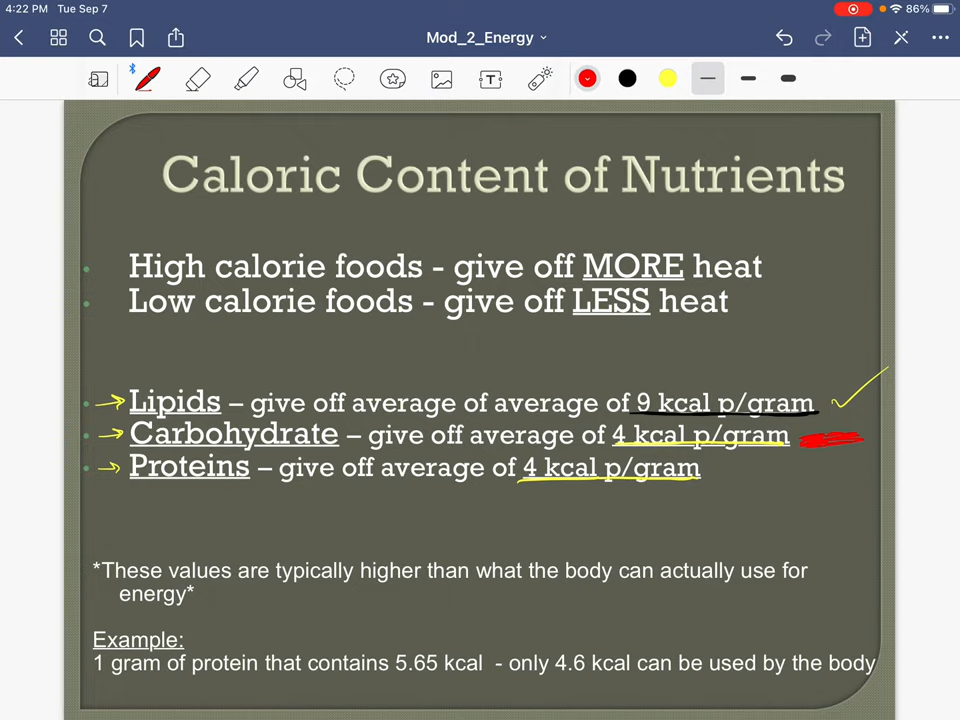 4:22 PM Tue Sep 7 86%
Mod_2_Energy
T
Caloric Content of Nutrients
• High calorie foods - give off MORE heat
• Low calorie foods - give off LESS heat
• Lipids – give off average of average of 9 kcal p/gram
• Carbohydrate – give off average of 4 kcal p/gram
• Proteins – give off average of 4 kcal p/gram
*These values are typically higher than what the body can actually use for
energy*
Example:
1 gram of protein that contains 5.65 kcal - only 4.6 kcal can be used by the body